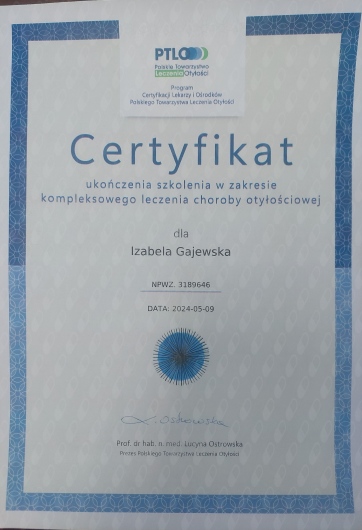 PTLO
Polskie Towarzystwo
Leczenia Otyłości
Program
Certyfikacji Lekarzy i Ośrodków
Polskiego Towarzystwa Leczenia Otyłości
Certyfikat
ukończenia szkolenia w zakresie
kompleksowego leczenia choroby otyłościowej
dla
Izabela Gajewska
NPWZ. 3189646
DATA: 2024-05-09
L. Ostrowska
Prof. dr hab. n. med. Lucyna Ostrowska
Prezes Polskiego Towarzystwa Leczenia Otyłości